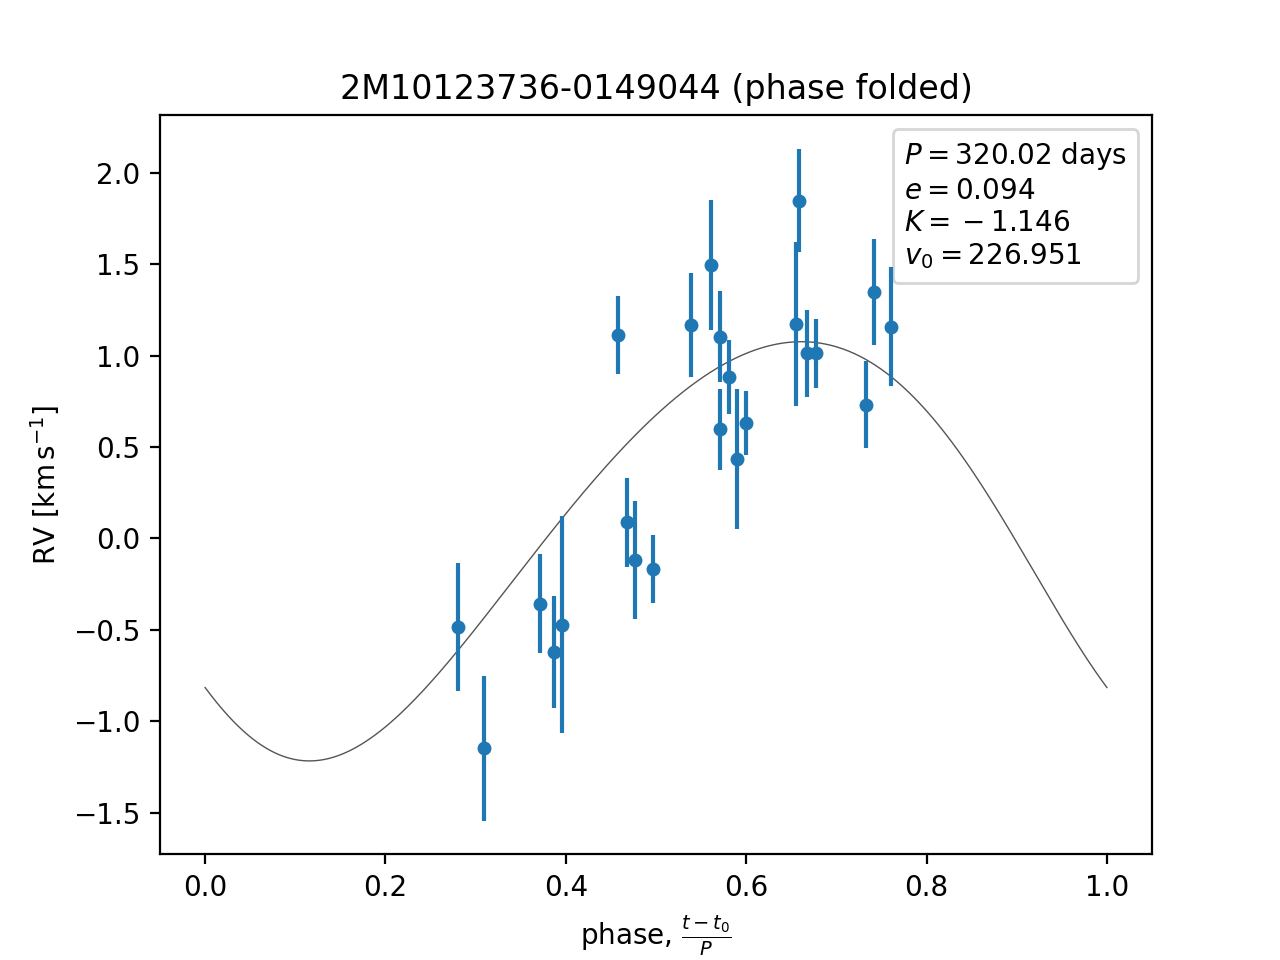 2M10123736-0149044 (phase folded)
P = 320.02 days
e = 0.094
K = −1.146
v₀ = 226.951
2.0
1.5
1.0
0.5
0.0
−0.5
−1.0
−1.5
RV [km s⁻¹]
0.0 0.2 0.4 0.6 0.8 1.0
phase, (t − t₀)/P